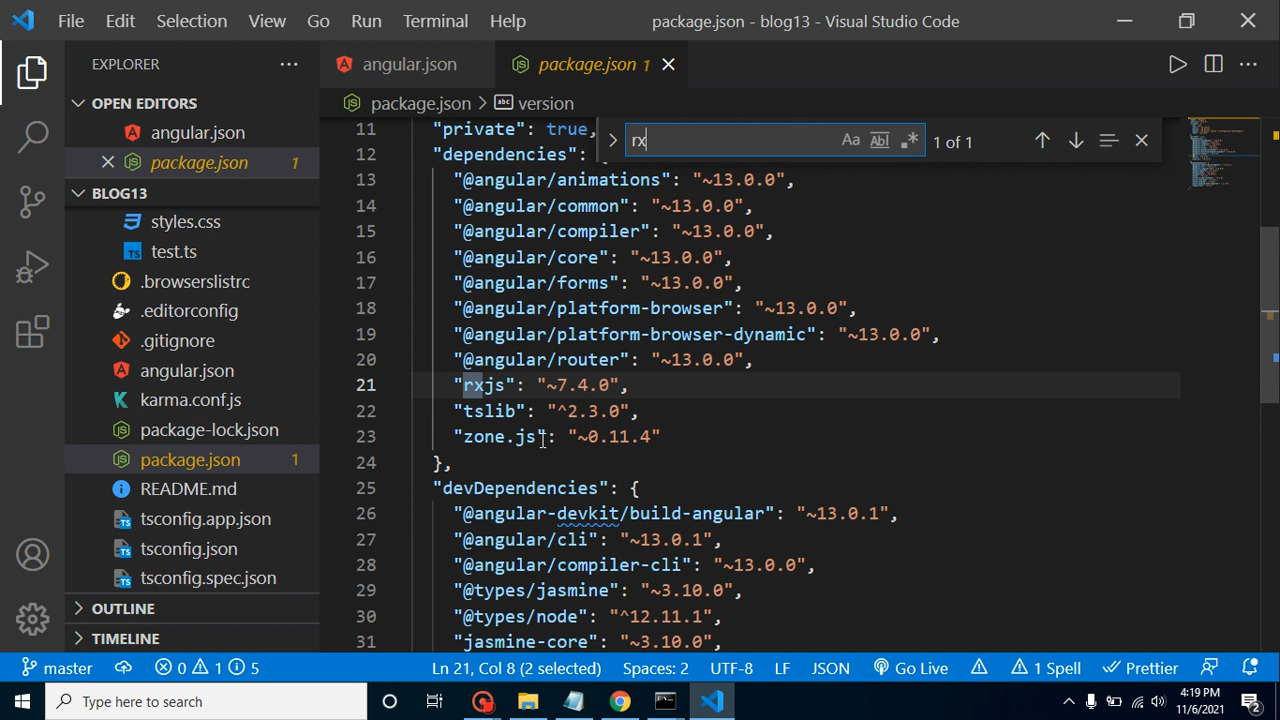 File Edit Selection View Go Run Terminal Help package.json - blog13 - Visual Studio Code
EXPLORER
OPEN EDITORS
angular.json
package.json 1
BLOG13
styles.css
test.ts
.browserslistrc
.editorconfig
.gitignore
angular.json
karma.conf.js
package-lock.json
package.json 1
README.md
tsconfig.app.json
tsconfig.json
tsconfig.spec.json
OUTLINE
TIMELINE
angular.json package.json 1
package.json > abc version
rx Aa Abl .* 1 of 1
11 "private": true,
12 "dependencies":
13 "@angular/animations": "~13.0.0",
14 "@angular/common": "~13.0.0",
15 "@angular/compiler": "~13.0.0",
16 "@angular/core": "~13.0.0",
17 "@angular/forms": "~13.0.0",
18 "@angular/platform-browser": "~13.0.0",
19 "@angular/platform-browser-dynamic": "~13.0.0",
20 "@angular/router": "~13.0.0",
21 "rxjs": "~7.4.0",
22 "tslib": "^2.3.0",
23 "zone.js": "~0.11.4"
24 },
25 "devDependencies": {
26 "@angular-devkit/build-angular": "~13.0.1",
27 "@angular/cli": "~13.0.1",
28 "@angular/compiler-cli": "~13.0.0",
29 "@types/jasmine": "~3.10.0",
30 "@types/node": "^12.11.1",
31 "jasmine-core": "~3.10.0",
master 0 1 5 Ln 21, Col 8 (2 selected) Spaces: 2 UTF-8 LF JSON Go Live 1 Spell Prettier
Type here to search
4:19 PM
11/6/2021
2